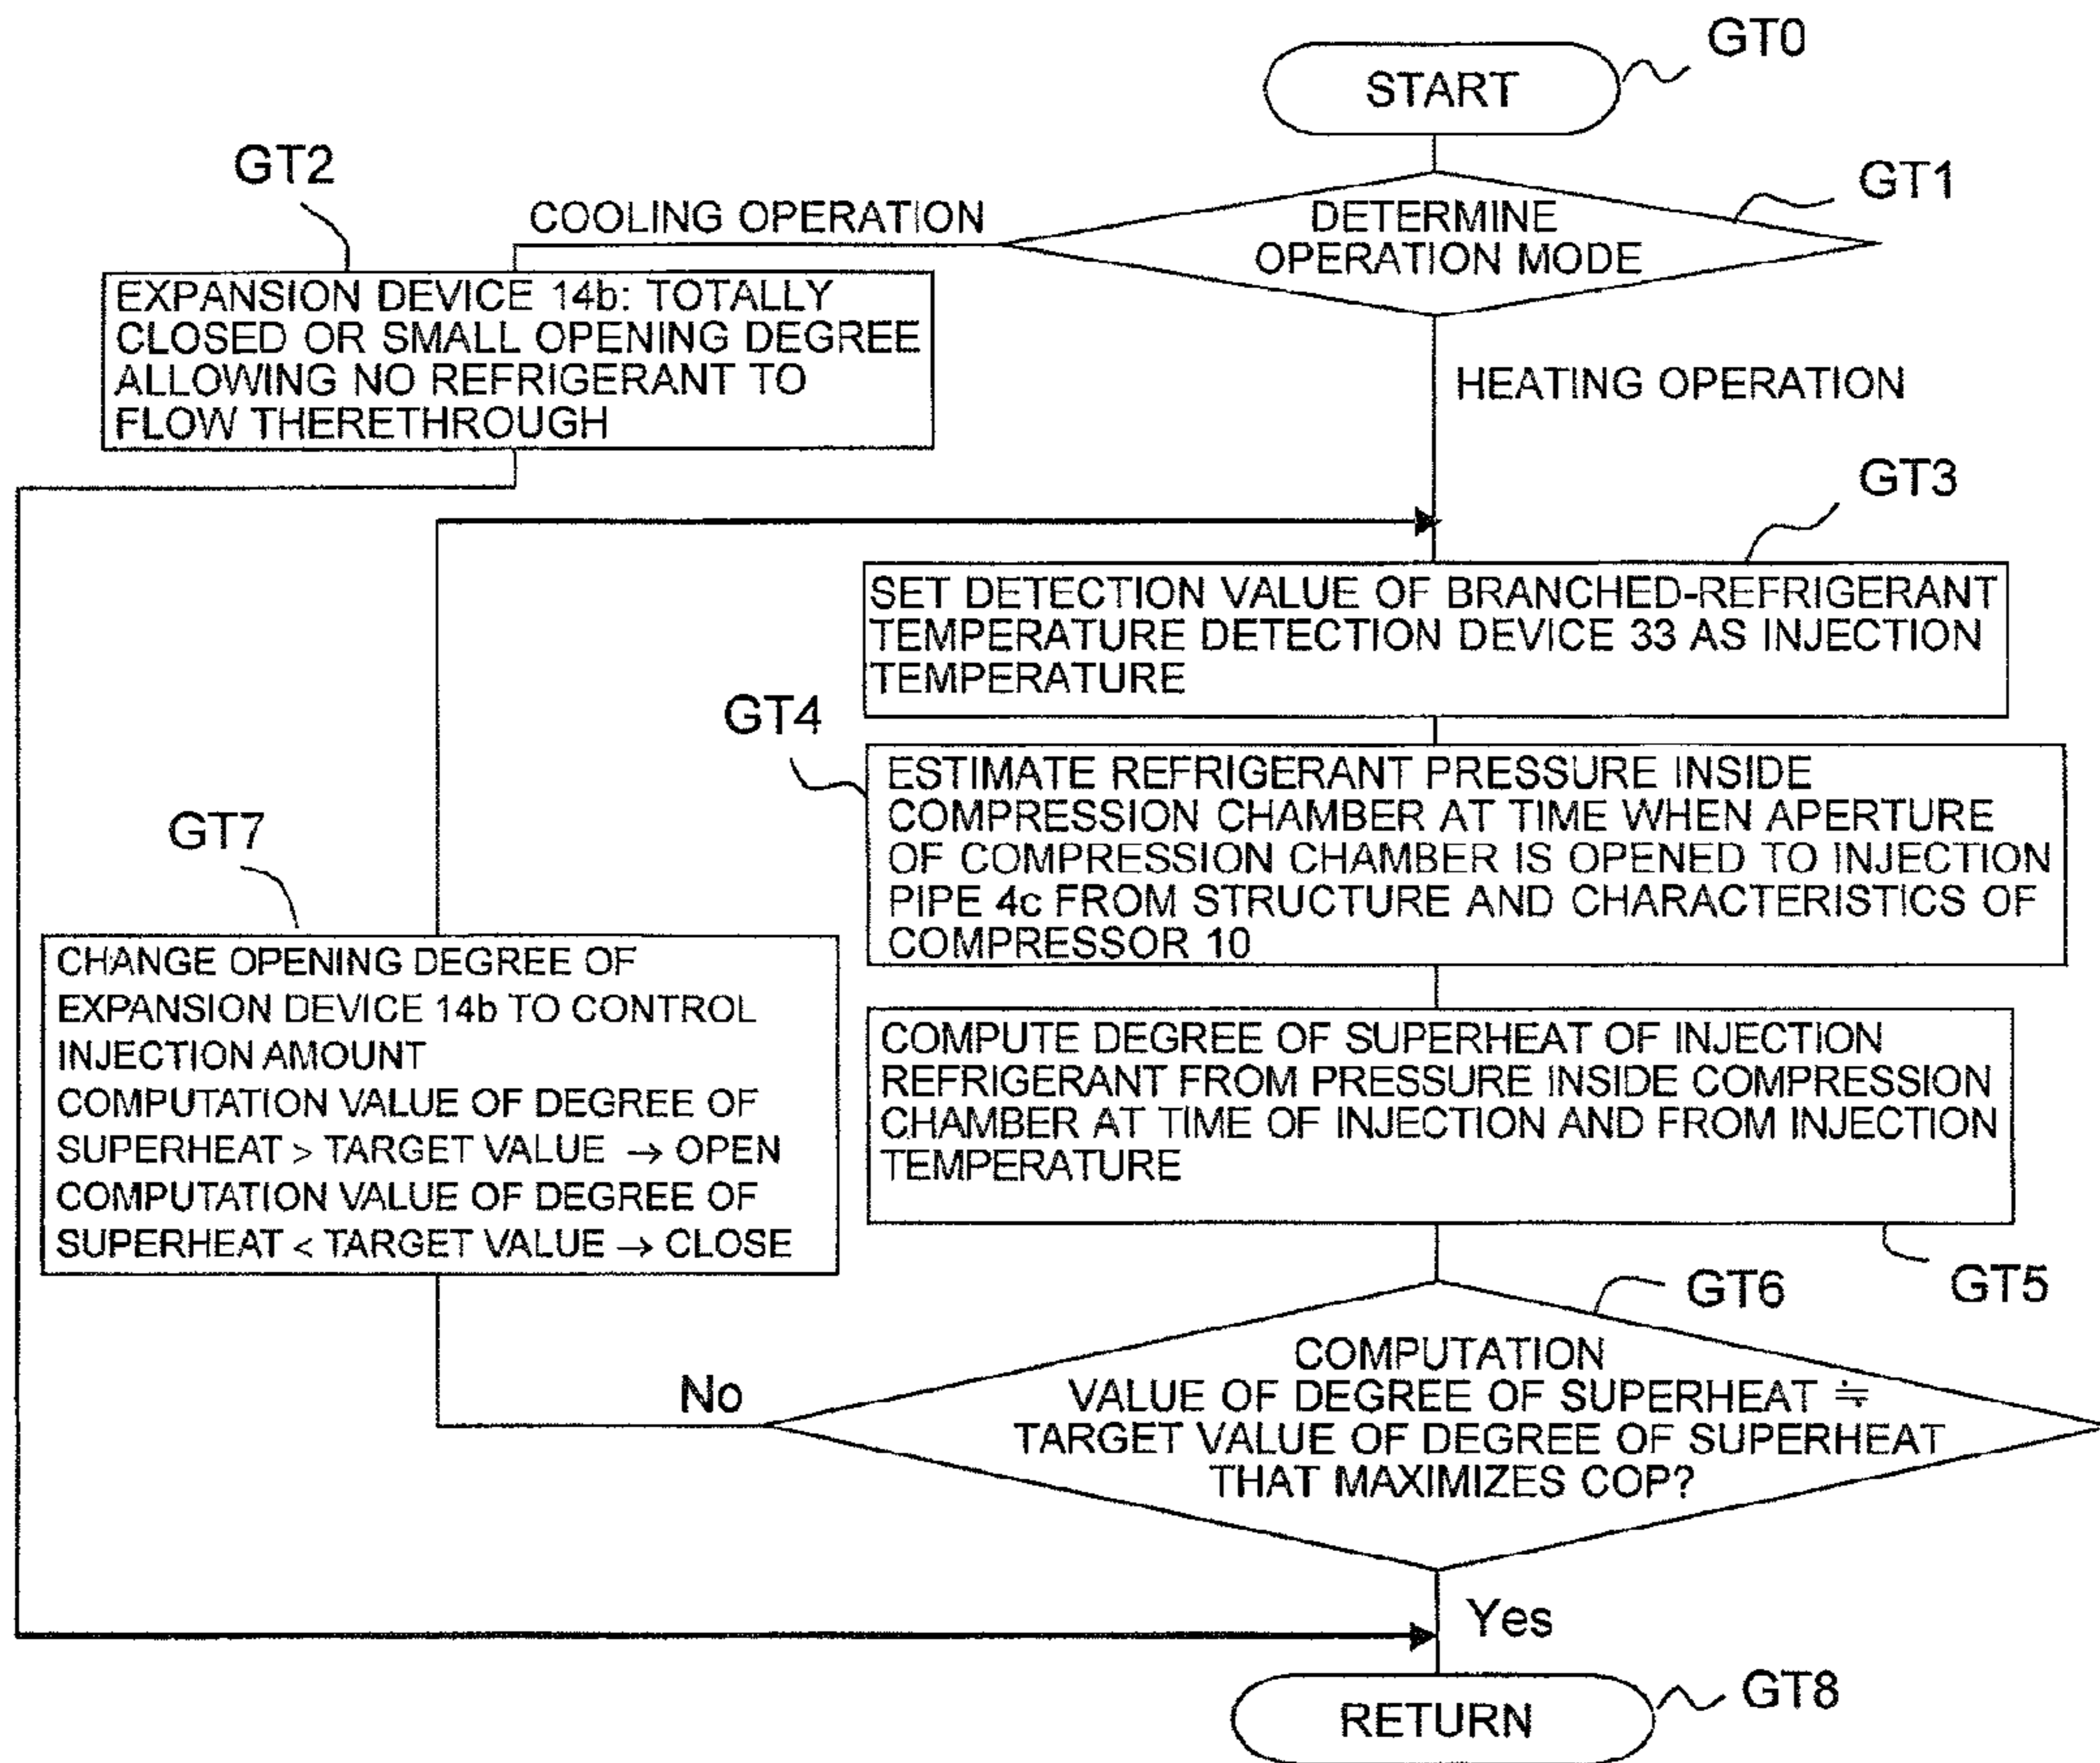 GT0
START
GT1
DETERMINE
OPERATION MODE
COOLING OPERATION
GT2
EXPANSION DEVICE 14b: TOTALLY
CLOSED OR SMALL OPENING DEGREE
ALLOWING NO REFRIGERANT TO
FLOW THERETHROUGH
HEATING OPERATION
GT3
SET DETECTION VALUE OF BRANCHED-REFRIGERANT
TEMPERATURE DETECTION DEVICE 33 AS INJECTION
TEMPERATURE
GT4
ESTIMATE REFRIGERANT PRESSURE INSIDE
COMPRESSION CHAMBER AT TIME WHEN APERTURE
OF COMPRESSION CHAMBER IS OPENED TO INJECTION
PIPE 4c FROM STRUCTURE AND CHARACTERISTICS OF
COMPRESSOR 10
COMPUTE DEGREE OF SUPERHEAT OF INJECTION
REFRIGERANT FROM PRESSURE INSIDE COMPRESSION
CHAMBER AT TIME OF INJECTION AND FROM INJECTION
TEMPERATURE
GT5
GT6
COMPUTATION
VALUE OF DEGREE OF SUPERHEAT ≒
TARGET VALUE OF DEGREE OF SUPERHEAT
THAT MAXIMIZES COP?
No
GT7
CHANGE OPENING DEGREE OF
EXPANSION DEVICE 14b TO CONTROL
INJECTION AMOUNT
COMPUTATION VALUE OF DEGREE OF
SUPERHEAT > TARGET VALUE → OPEN
COMPUTATION VALUE OF DEGREE OF
SUPERHEAT < TARGET VALUE → CLOSE
Yes
RETURN
GT8